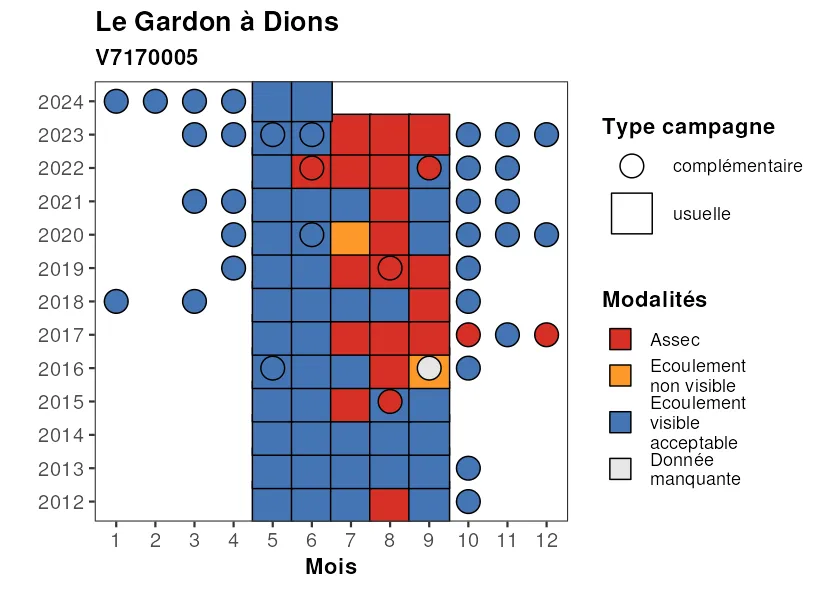 Le Gardon à Dions
V7170005
2024
2023
2022
2021
2020
2019
2018
2017
2016
2015
2014
2013
2012
1 2 3 4 5 6 7 8 9 10 11 12
Mois
Type campagne
complémentaire
usuelle
Modalités
Assec
Ecoulement
non visible
Ecoulement
visible
acceptable
Donnée
manquante